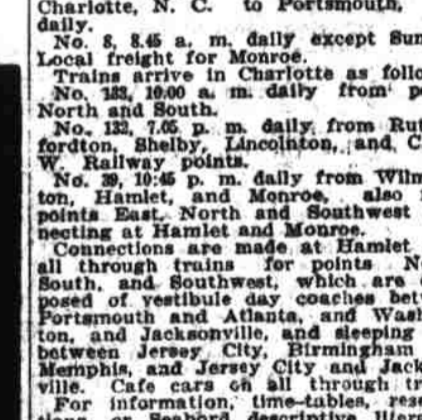 Charlotte, N. C. to Portsmouth,
daily.
No. 8, 8.45 a. m. daily except Sun
Local freight for Monroe.
Trains arrive in Charlotte as follo
No. 133, 10:00 a. m. daily from p
North and South.
No. 132, 7.05 p. m. daily, from Rut
fordton, Shelby, Lincolnton, and C
W. Railway points.
No. 39, 10:45 p. m. daily from Wilm
ton, Hamlet, and Monroe, also
points East, North and Southwest
necting at Hamlet and Monroe.
Connections are made at Hamlet
all through trains for points N
South, and Southwest, which are
posed of vestibule day coaches bet
Portsmouth and Atlanta, and Wash
ton, and Jacksonville, and sleeping
between Jersey City, Birmingham
Memphis, and Jersey City and Jack
ville. Cafe cars on all through tr
For information, time-tables, rese
or Seabord descriptive